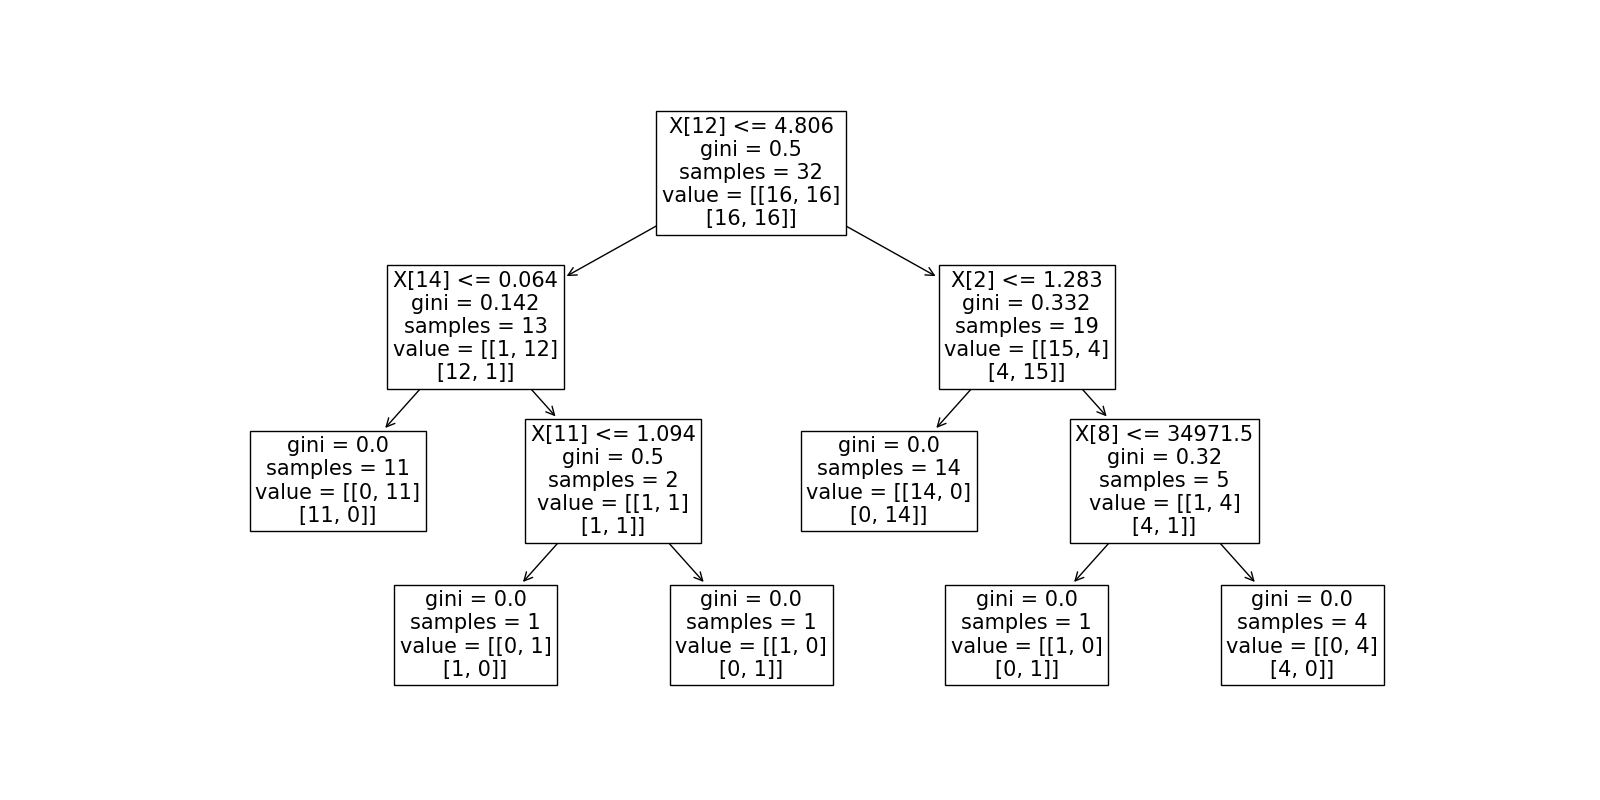 X[12] <= 4.806
gini = 0.5
samples = 32
value = [[16, 16]
[16, 16]]
X[14] <= 0.064
gini = 0.142
samples = 13
value = [[1, 12]
[12, 1]]
X[2] <= 1.283
gini = 0.332
samples = 19
value = [[15, 4]
[4, 15]]
gini = 0.0
samples = 11
value = [[0, 11]
[11, 0]]
X[11] <= 1.094
gini = 0.5
samples = 2
value = [[1, 1]
[1, 1]]
gini = 0.0
samples = 14
value = [[14, 0]
[0, 14]]
X[8] <= 34971.5
gini = 0.32
samples = 5
value = [[1, 4]
[4, 1]]
gini = 0.0
samples = 1
value = [[0, 1]
[1, 0]]
gini = 0.0
samples = 1
value = [[1, 0]
[0, 1]]
gini = 0.0
samples = 1
value = [[1, 0]
[0, 1]]
gini = 0.0
samples = 4
value = [[0, 4]
[4, 0]]